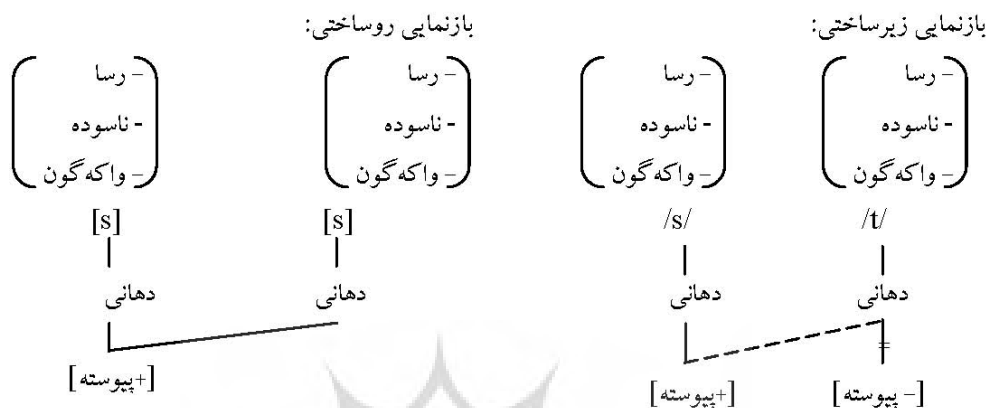 بازنمایی زیرساختی: بازنمایی روساختی:
- رسا - رسا - رسا - رسا
- ناسوده - ناسوده - ناسوده - ناسوده
- واکه‌گون - واکه‌گون - واکه‌گون - واکه‌گون
/t/ /s/ [s] [s]
دهانی دهانی دهانی دهانی
[- پیوسته] [+پیوسته] [+پیوسته]